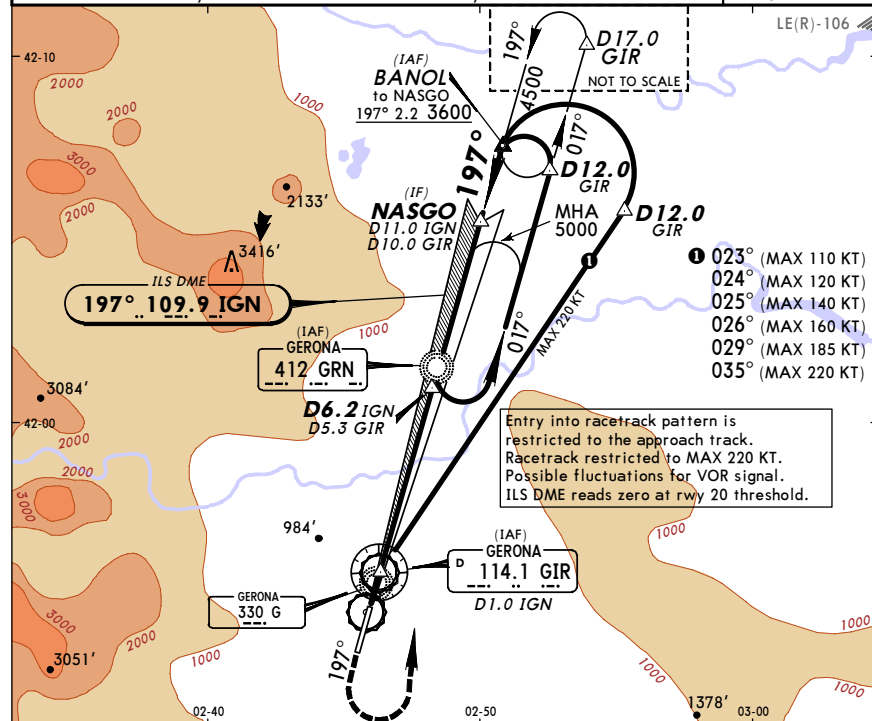 LE(R)-106
42-10
2000
2000
1000
3000
2000
2133'
3416'
1000
197°
4500
D17.0
GIR
NOT TO SCALE
(IAF)
BANOL
to NASGO
197° 2.2 3600
197°
017°
D12.0
GIR
D12.0
GIR
(IF)
NASGO
D11.0 IGN
D10.0 GIR
MHA
5000
1 023° (MAX 110 KT)
024° (MAX 120 KT)
025° (MAX 140 KT)
026° (MAX 160 KT)
029° (MAX 185 KT)
035° (MAX 220 KT)
ILS DME
197° 109.9 IGN
1
017°
MAX 220 KT
(IAF)
GERONA
412 GRN
D6.2 IGN
D5.3 GIR
3084'
42-00
2000
3000
2000
1000
Entry into racetrack pattern is
restricted to the approach track.
Racetrack restricted to MAX 220 KT.
Possible fluctuations for VOR signal.
ILS DME reads zero at rwy 20 threshold.
984'
(IAF)
GERONA
D 114.1 GIR
D1.0 IGN
GERONA
330 G
3000
2000
1000
3051'
197°
1000
1000
1000
1378'
02-40
02-50
03-00